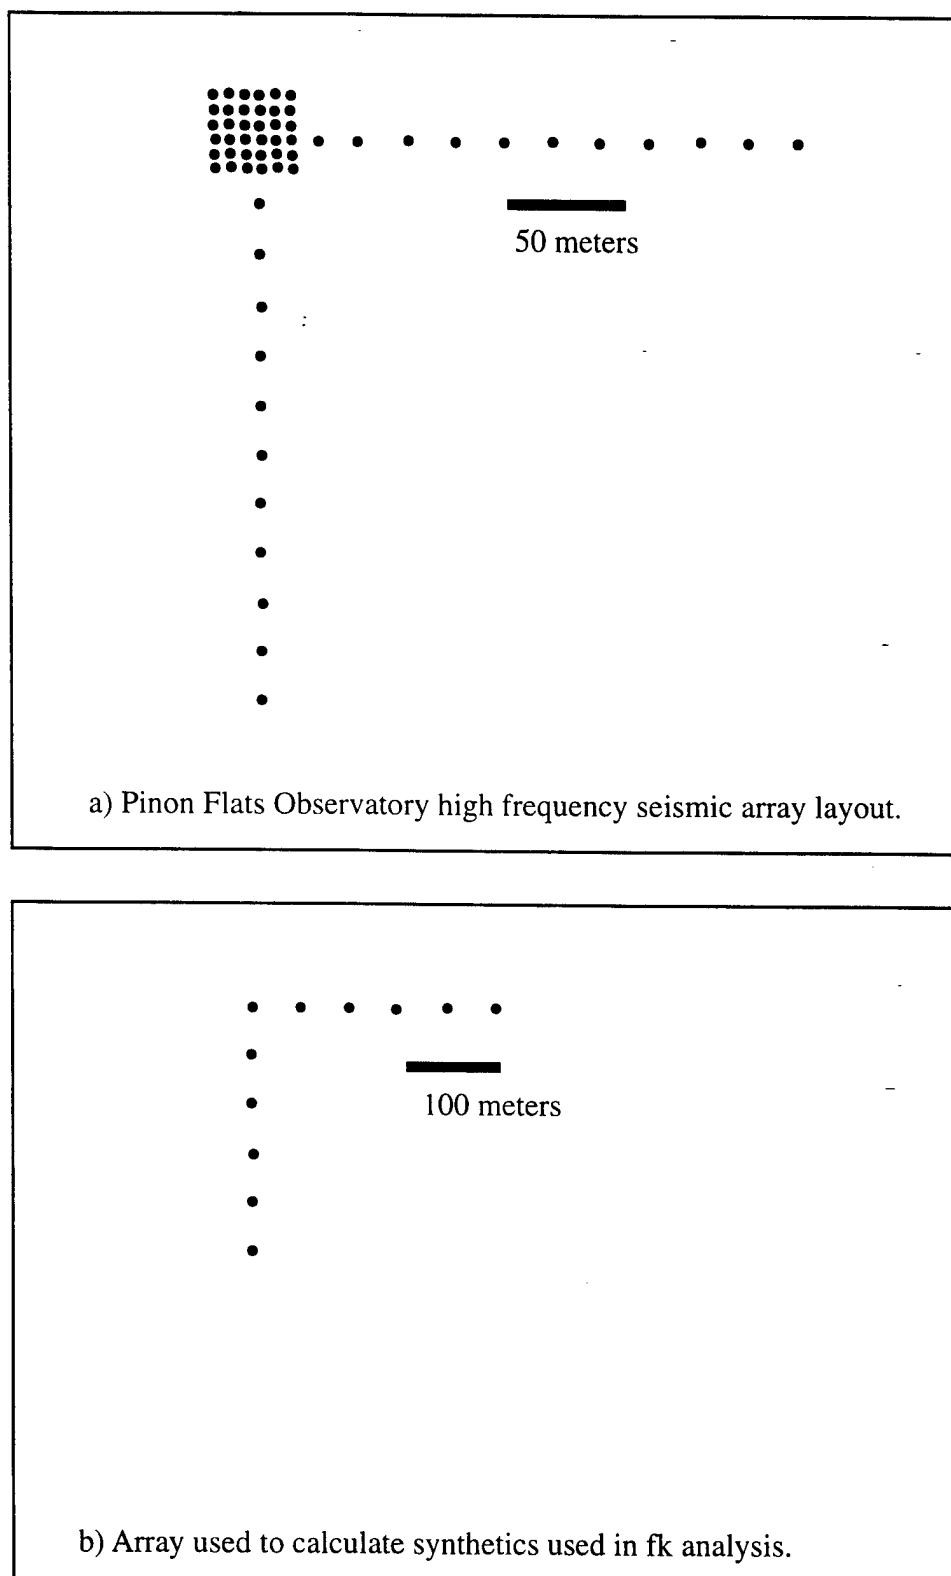 50 meters
a) Pinon Flats Observatory high frequency seismic array layout.
100 meters
b) Array used to calculate synthetics used in fk analysis.